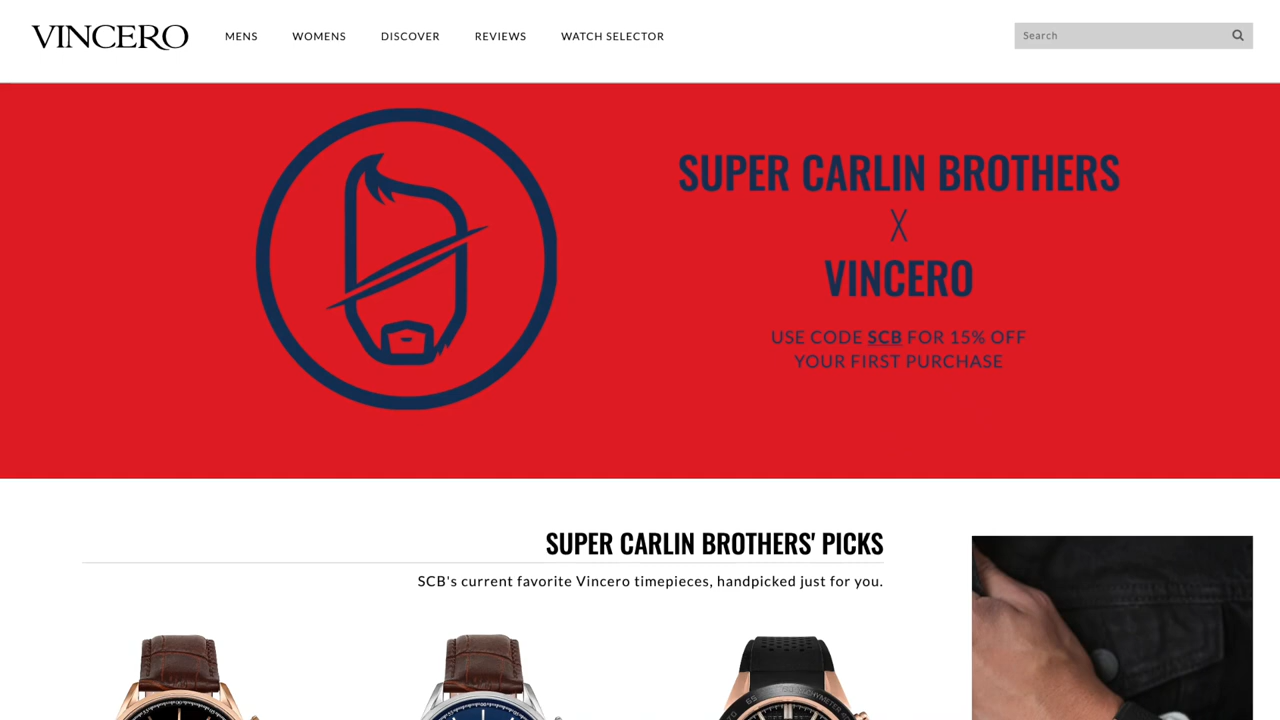 VINCERO
MENS
WOMENS
DISCOVER
REVIEWS
WATCH SELECTOR
Search
SUPER CARLIN BROTHERS
X
VINCERO
USE CODE SCB FOR 15% OFF
YOUR FIRST PURCHASE
SUPER CARLIN BROTHERS' PICKS
SCB's current favorite Vincero timepieces, handpicked just for you.